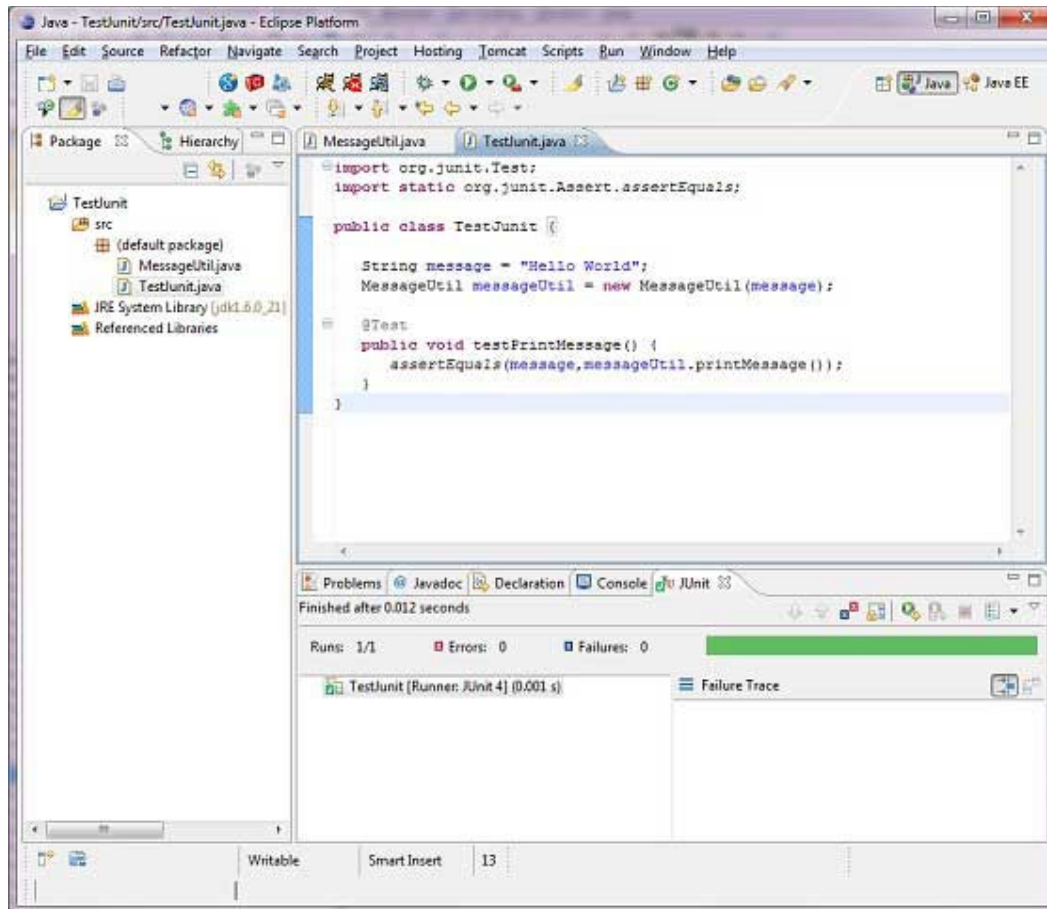 Java - TestJunit/src/TestJunit.java - Eclipse Platform
File Edit Source Refactor Navigate Search Project Hosting Tomcat Scripts Run Window Help
Java Java EE
Package Hierarchy
TestJunit
src
(default package)
MessageUtil.java
TestJunit.java
JRE System Library [jdk1.6.0_21]
Referenced Libraries
MessageUtil.java TestJunit.java
import org.junit.Test;
import static org.junit.Assert.assertEquals;
public class TestJunit {
String message = "Hello World";
MessageUtil messageUtil = new MessageUtil(message);
@Test
public void testPrintMessage() {
assertEquals(message,messageUtil.printMessage());
}
}
Problems Javadoc Declaration Console JUnit
Finished after 0.012 seconds
Runs: 1/1 Errors: 0 Failures: 0
TestJunit [Runner: JUnit 4] (0.001 s) Failure Trace
Writable Smart Insert 13